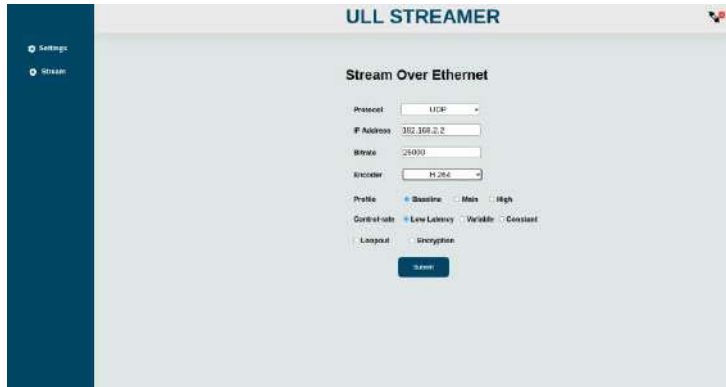 ULL STREAMER
Settings
Stream
Stream Over Ethernet
Protocol UDP
IP Address 192.168.2.2
Bitrate 25000
Encoder H.264
Profile Baseline Main High
Control-rate Low Latency Variable Constant
Loopout Encryption
Submit